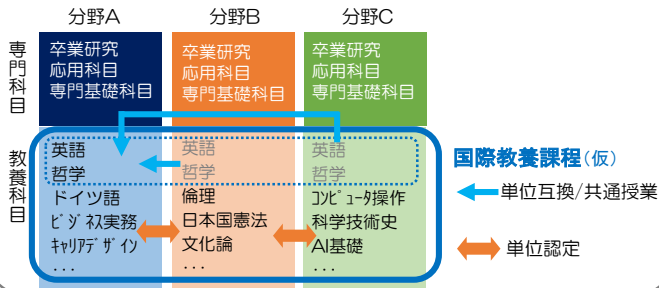 分野A
分野B
分野C
専門科目
卒業研究
応用科目
専門基礎科目
卒業研究
応用科目
専門基礎科目
卒業研究
応用科目
専門基礎科目
教養科目
英語
哲学
ドイツ語
ビジネス実務
キャリアデザイン
...
英語
哲学
倫理
日本国憲法
文化論
...
英語
哲学
コンピュータ操作
科学技術史
AI基礎
...
国際教養課程(仮)
単位互換/共通授業
単位認定